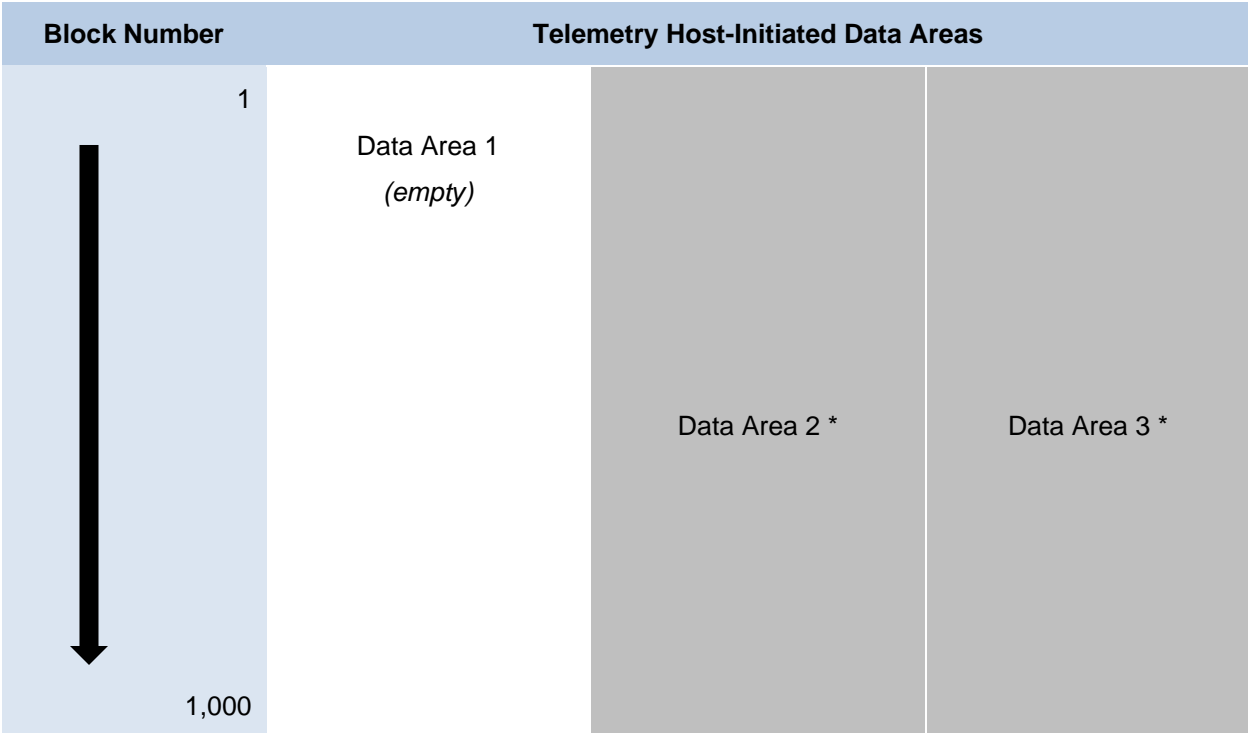 Block Number
Telemetry Host-Initiated Data Areas
1
Data Area 1
(empty)
Data Area 2 *
Data Area 3 *
1,000